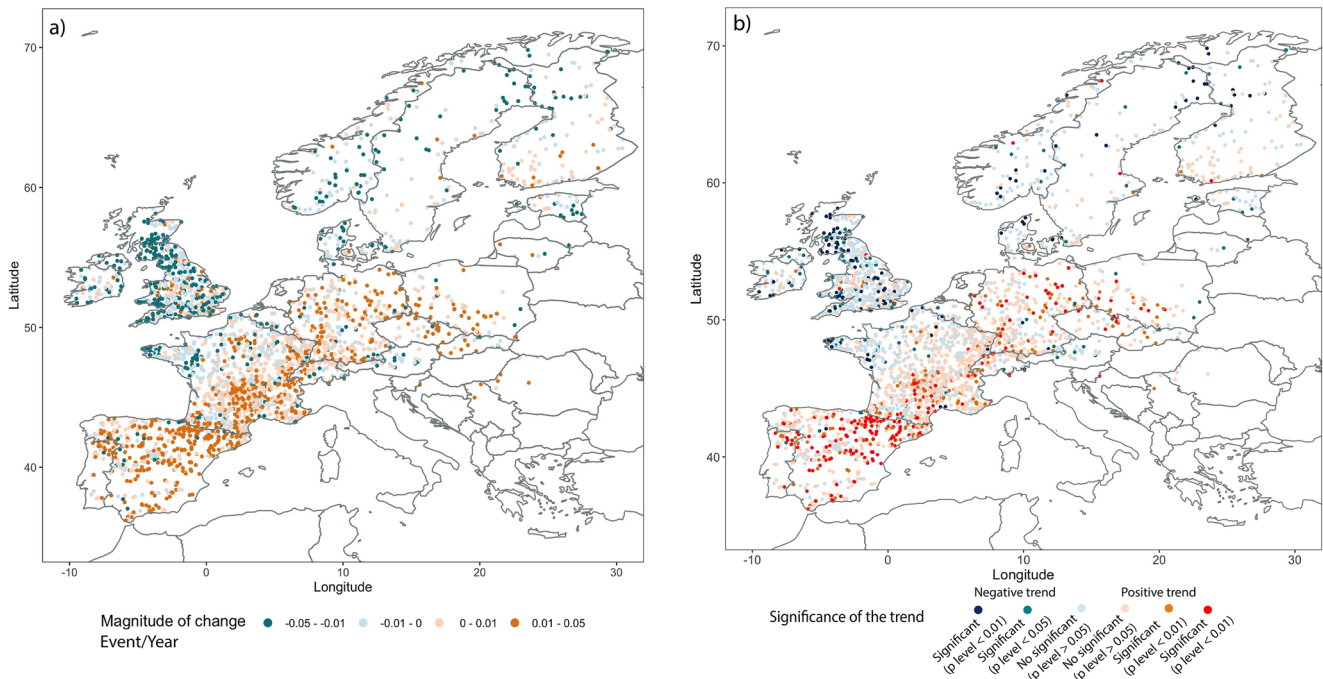 a)
70
60
50
40
Latitude
-10
0
10
20
30
Longitude
Magnitude of change
Event/Year
-0.05 - -0.01
-0.01 - 0
0 - 0.01
0.01 - 0.05
b)
70
60
50
40
Latitude
-10
0
10
20
30
Longitude
Significance of the trend
Negative trend
Positive trend
Significant
(p level < 0.01)
Significant
(p level < 0.05)
No significant
(p level > 0.05)
No significant
(p level > 0.05)
Significant
(p level < 0.01)
Significant
(p level < 0.01)